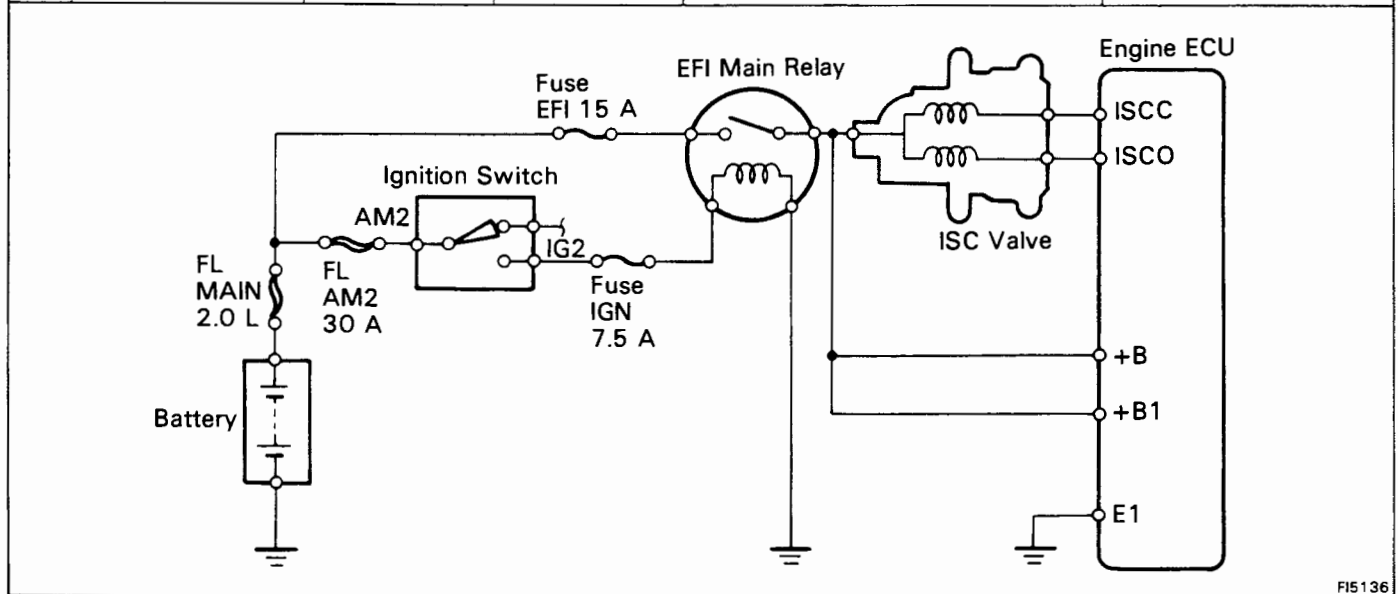 Engine ECU
EFI Main Relay
Fuse
EFI 15 A
ISCC
ISCO
Ignition Switch
AM2
IG2
ISC Valve
FL
MAIN
2.0 L
FL
AM2
30 A
Fuse
IGN
7.5 A
+B
Battery
+B1
E1
FI5136